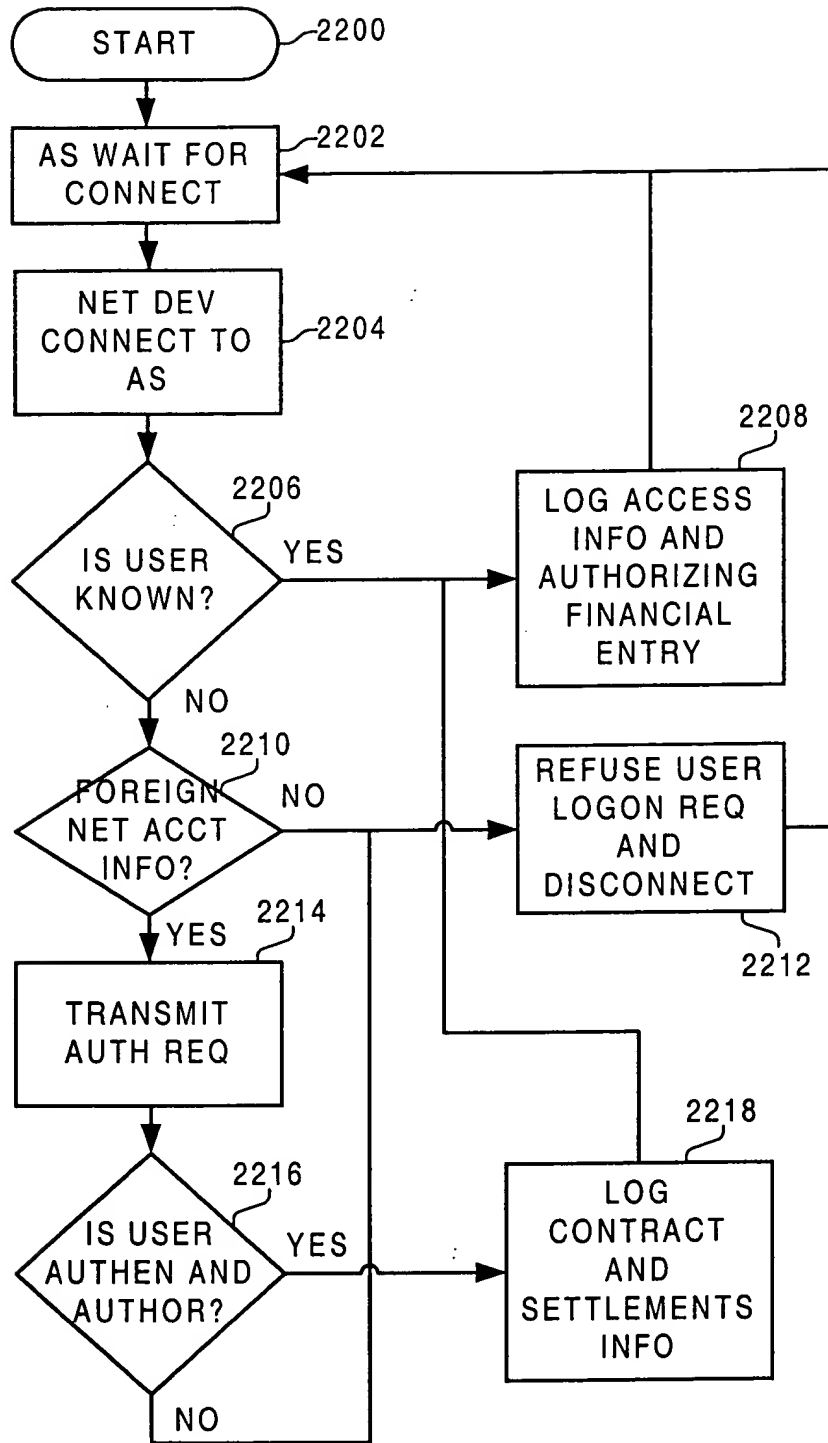 START
2200
AS WAIT FOR
CONNECT
2202
NET DEV
CONNECT TO
AS
2204
IS USER
KNOWN?
2206
YES
NO
LOG ACCESS
INFO AND
AUTHORIZING
FINANCIAL
ENTRY
2208
FOREIGN
NET ACCT
INFO?
2210
NO
YES
REFUSE USER
LOGON REQ
AND
DISCONNECT
2212
TRANSMIT
AUTH REQ
2214
IS USER
AUTHEN AND
AUTHOR?
2216
YES
NO
LOG
CONTRACT
AND
SETTLEMENTS
INFO
2218